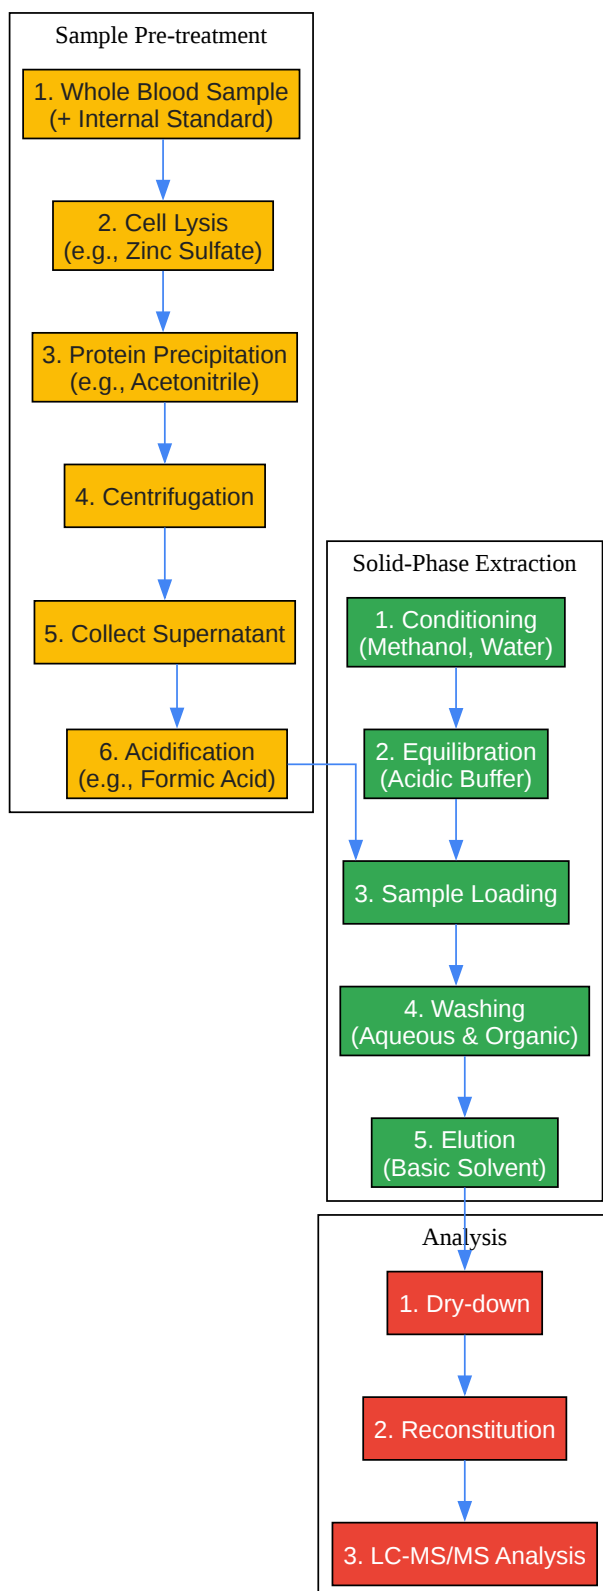 Sample Pre-treatment
1. Whole Blood Sample
(+ Internal Standard)
2. Cell Lysis
(e.g., Zinc Sulfate)
3. Protein Precipitation
(e.g., Acetonitrile)
4. Centrifugation
5. Collect Supernatant
6. Acidification
(e.g., Formic Acid)
Solid-Phase Extraction
1. Conditioning
(Methanol, Water)
2. Equilibration
(Acidic Buffer)
3. Sample Loading
4. Washing
(Aqueous & Organic)
5. Elution
(Basic Solvent)
Analysis
1. Dry-down
2. Reconstitution
3. LC-MS/MS Analysis